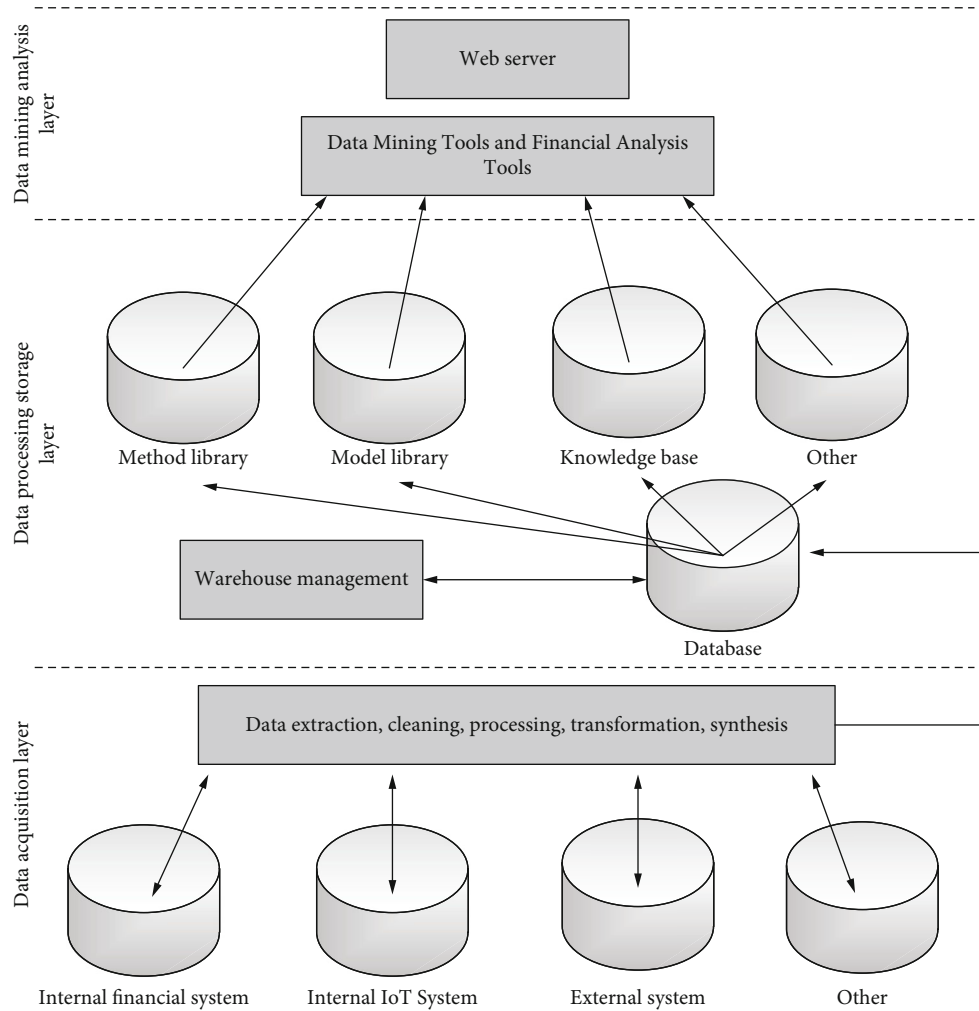 Data mining analysis
layer
Web server
Data Mining Tools and Financial Analysis
Tools
Data processing storage
layer
Method library
Model library
Knowledge base
Other
Warehouse management
Database
Data acquisition layer
Data extraction, cleaning, processing, transformation, synthesis
Internal financial system
Internal IoT System
External system
Other